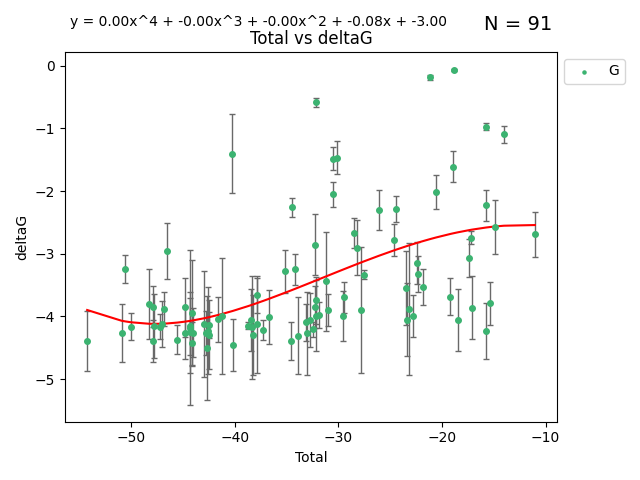 y = 0.00x^4 + -0.00x^3 + -0.00x^2 + -0.08x + -3.00
N = 91
Total vs deltaG
G
deltaG
0
−1
−2
−3
−4
−5
−50
−40
−30
−20
−10
Total